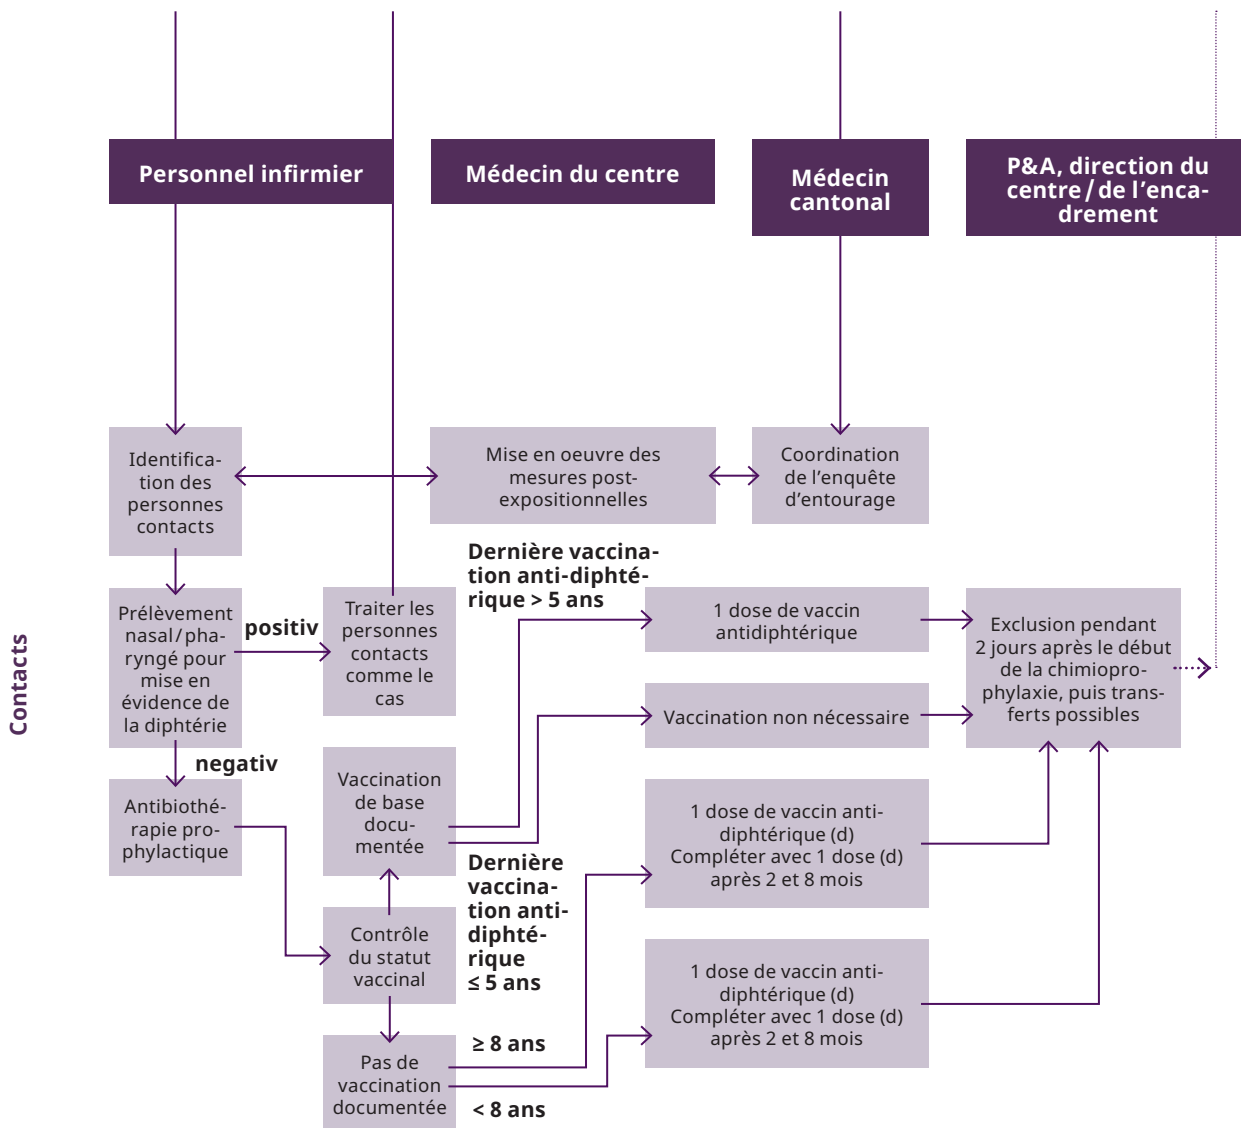 Personnel infirmier
Médecin du centre
Médecin
cantonal
P&A, direction du
centre/de l'enca-
drement
Contacts
Identifica-
tion des
personnes
contacts
Mise en oeuvre des
mesures post-
expositionnelles
Coordination
de l'enquête
d'entourage
Prélèvement
nasal/pha-
ryngé pour
mise en
évidence de
la diphtérie
positiv
Traiter les
personnes
contacts
comme le
cas
Dernière vaccina-
tion anti-diphté-
rique > 5 ans
1 dose de vaccin
antidiphtérique
Exclusion pendant
2 jours après le début
de la chimiopro-
phylaxie, puis trans-
ferts possibles
Vaccination non nécessaire
negativ
Antibiothé-
rapie pro-
phylactique
Vaccination
de base
docu-
mentée
Dernière
vaccina-
tion anti-
diphté-
rique
≤ 5 ans
1 dose de vaccin anti-
diphtérique (d)
Compléter avec 1 dose (d)
après 2 et 8 mois
Contrôle
du statut
vaccinal
1 dose de vaccin anti-
diphtérique (d)
Compléter avec 1 dose (d)
après 2 et 8 mois
Pas de
vaccination
documentée
≥ 8 ans
< 8 ans